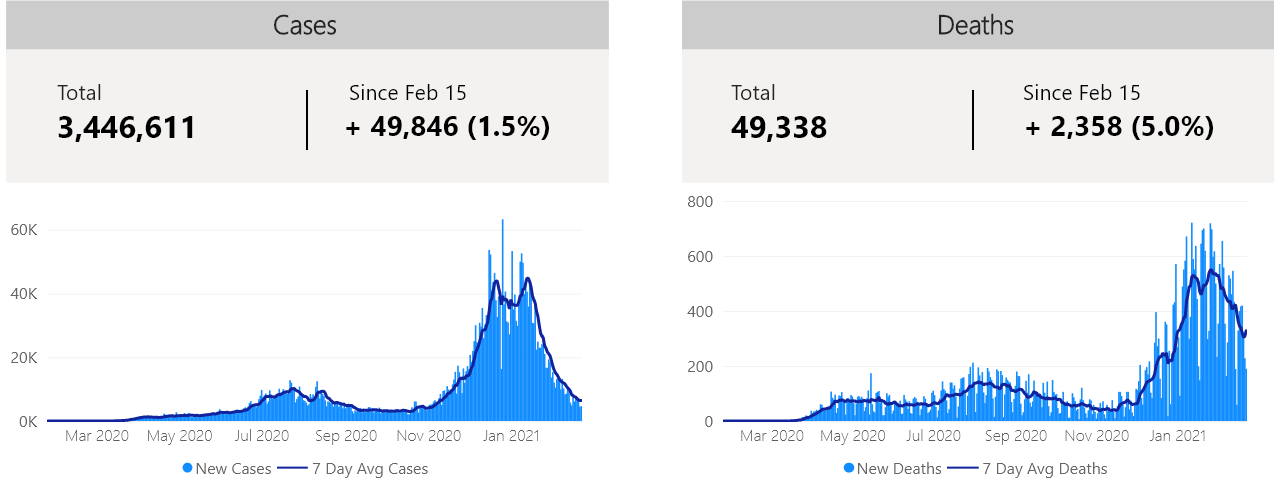 Cases
Total
3,446,611
Since Feb 15
+ 49,846 (1.5%)
60K
40K
20K
0K
Mar 2020 May 2020 Jul 2020 Sep 2020 Nov 2020 Jan 2021
New Cases 7 Day Avg Cases
Deaths
Total
49,338
Since Feb 15
+ 2,358 (5.0%)
800
600
400
200
0
Mar 2020 May 2020 Jul 2020 Sep 2020 Nov 2020 Jan 2021
New Deaths 7 Day Avg Deaths